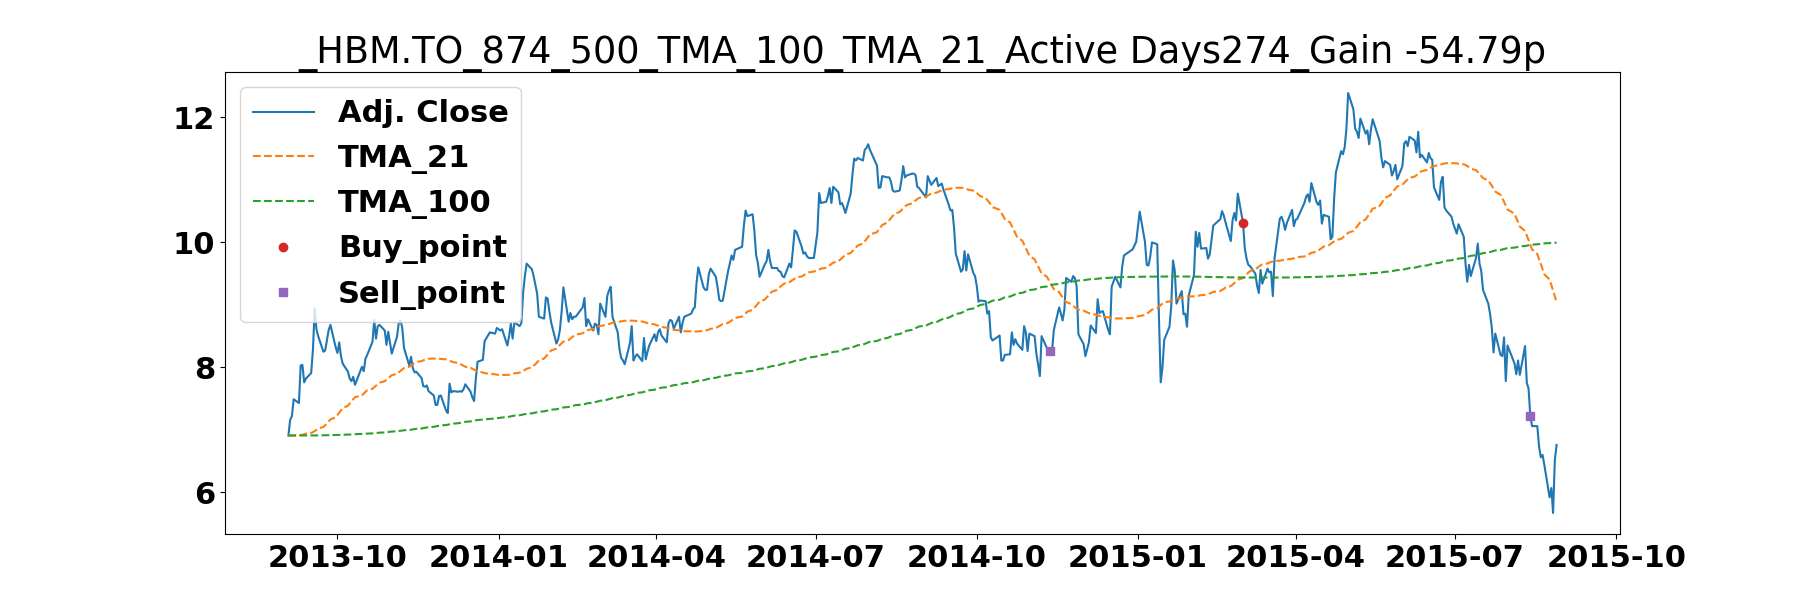 _HBM.TO_874_500_TMA_100_TMA_21_Active Days274_Gain -54.79p
Adj. Close
TMA_21
TMA_100
Buy_point
Sell_point
12
10
8
6
2013-10 2014-01 2014-04 2014-07 2014-10 2015-01 2015-04 2015-07 2015-10